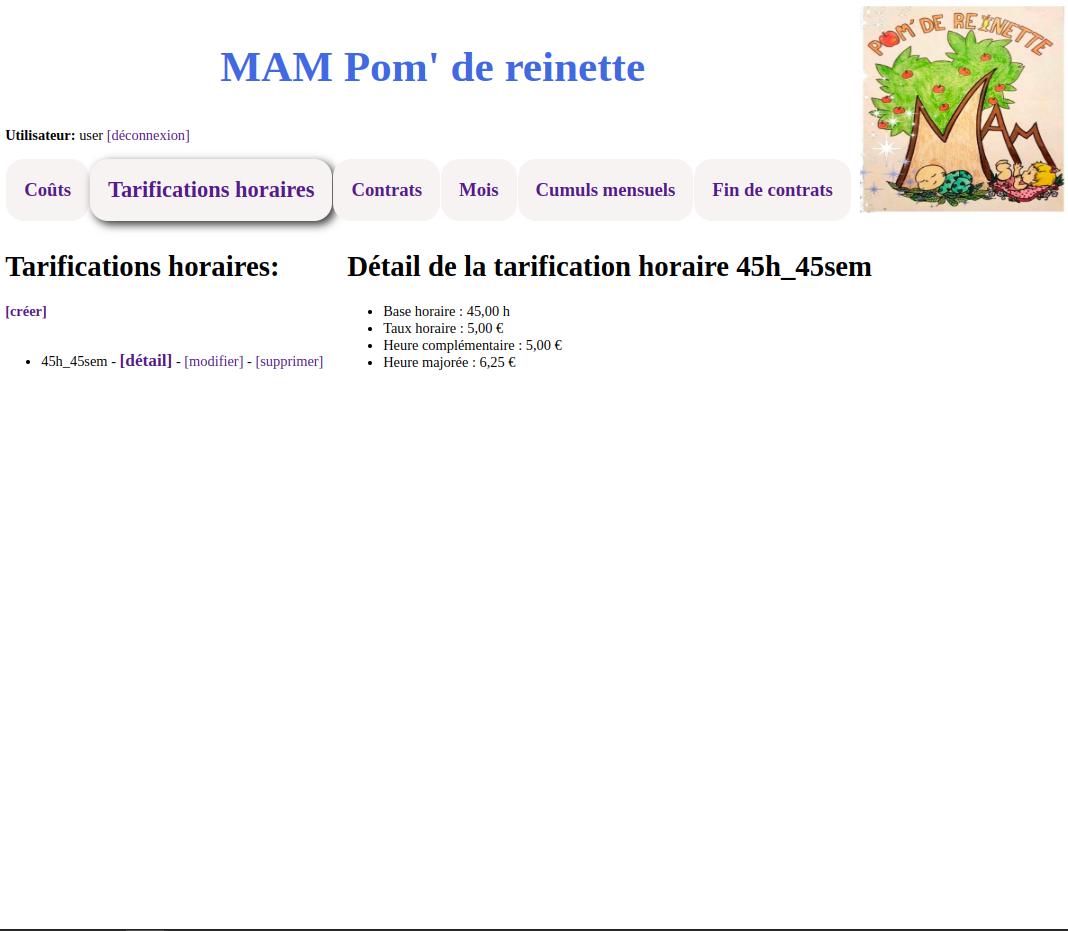 MAM Pom' de reinette
POM' DE REINETTE
MAM
Utilisateur: user [déconnexion]
Coûts Tarifications horaires Contrats Mois Cumuls mensuels Fin de contrats
Tarifications horaires:
[créer]
45h_45sem - [détail] - [modifier] - [supprimer]
Détail de la tarification horaire 45h_45sem
Base horaire : 45,00 h
Taux horaire : 5,00 €
Heure complémentaire : 5,00 €
Heure majorée : 6,25 €